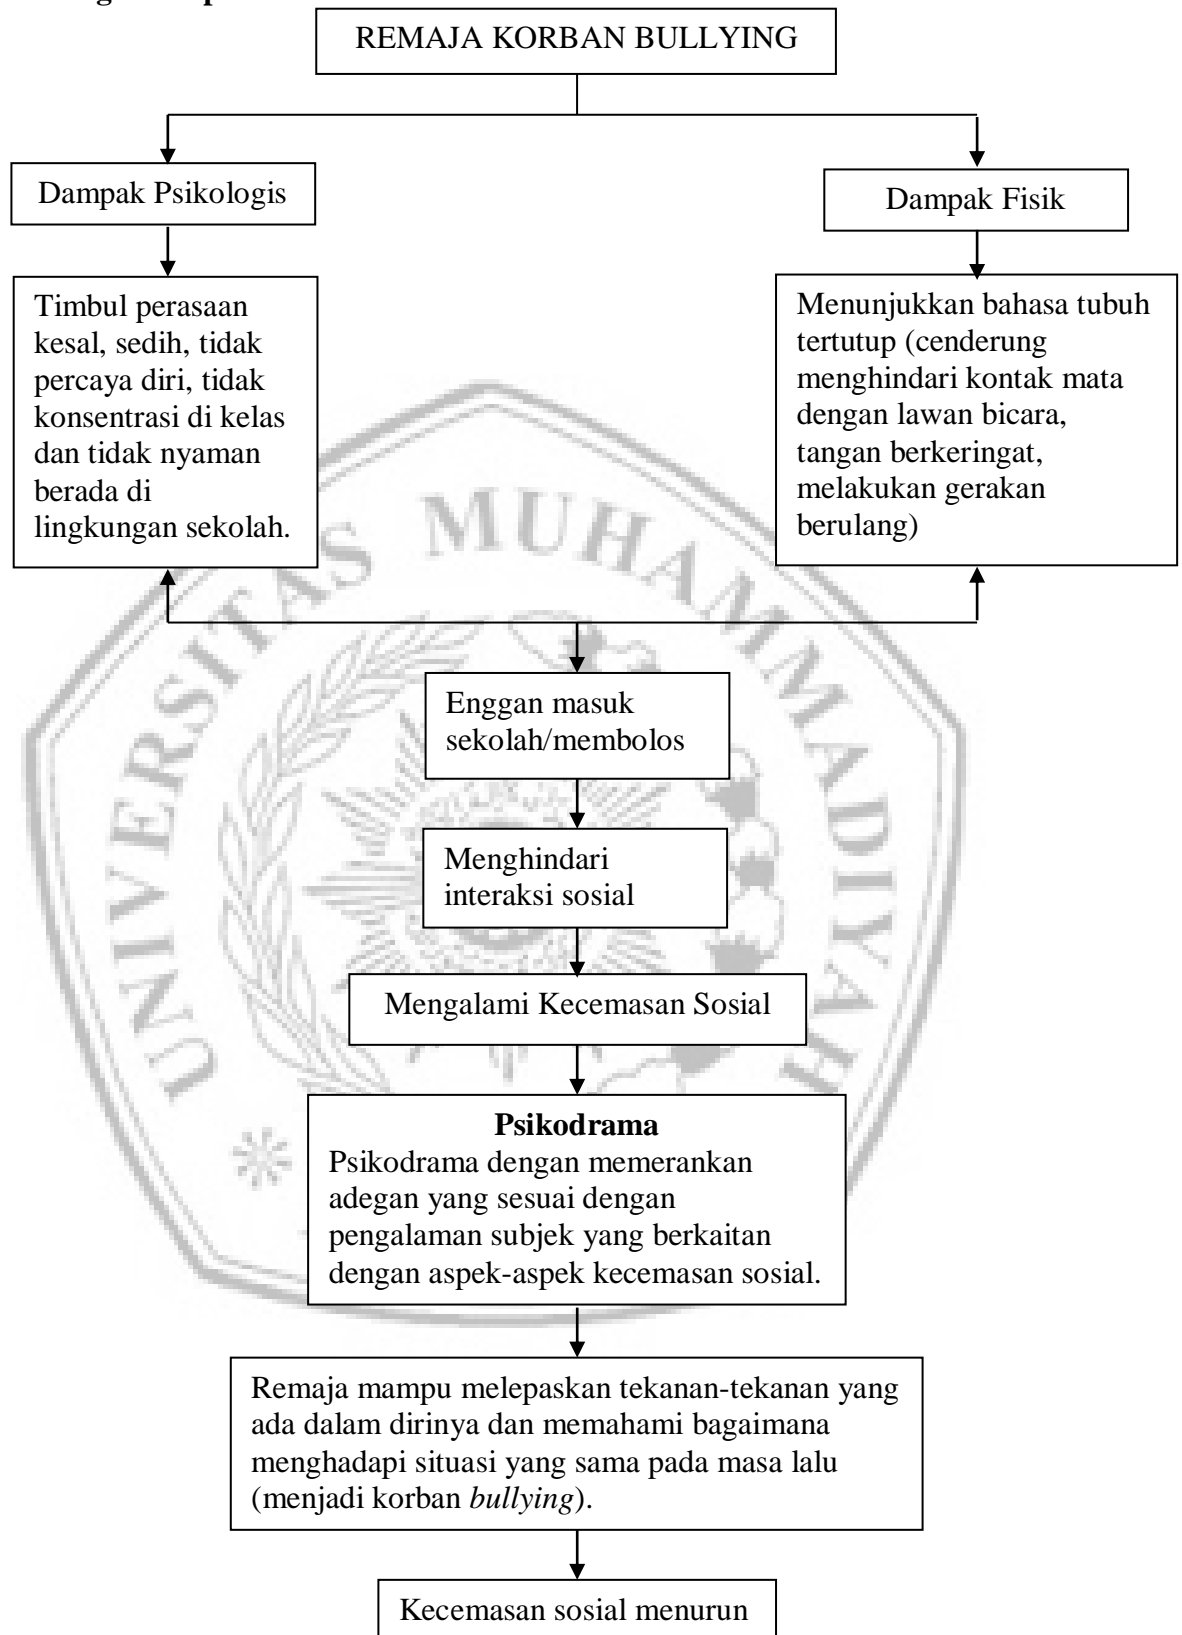 REMAJA KORBAN BULLYING
Dampak Psikologis
Dampak Fisik
Timbul perasaan
kesal, sedih, tidak
percaya diri, tidak
konsentrasi di kelas
dan tidak nyaman
berada di
lingkungan sekolah.
Menunjukkan bahasa tubuh
tertutup (cenderung
menghindari kontak mata
dengan lawan bicara,
tangan berkeringat,
melakukan gerakan
berulang)
UNIVERSITAS MUHAMMADIYAH
Enggan masuk
sekolah/membolos
Menghindari
interaksi sosial
Mengalami Kecemasan Sosial
Psikodrama
Psikodrama dengan memerankan
adegan yang sesuai dengan
pengalaman subjek yang berkaitan
dengan aspek-aspek kecemasan sosial.
Remaja mampu melepaskan tekanan-tekanan yang
ada dalam dirinya dan memahami bagaimana
menghadapi situasi yang sama pada masa lalu
(menjadi korban bullying).
Kecemasan sosial menurun